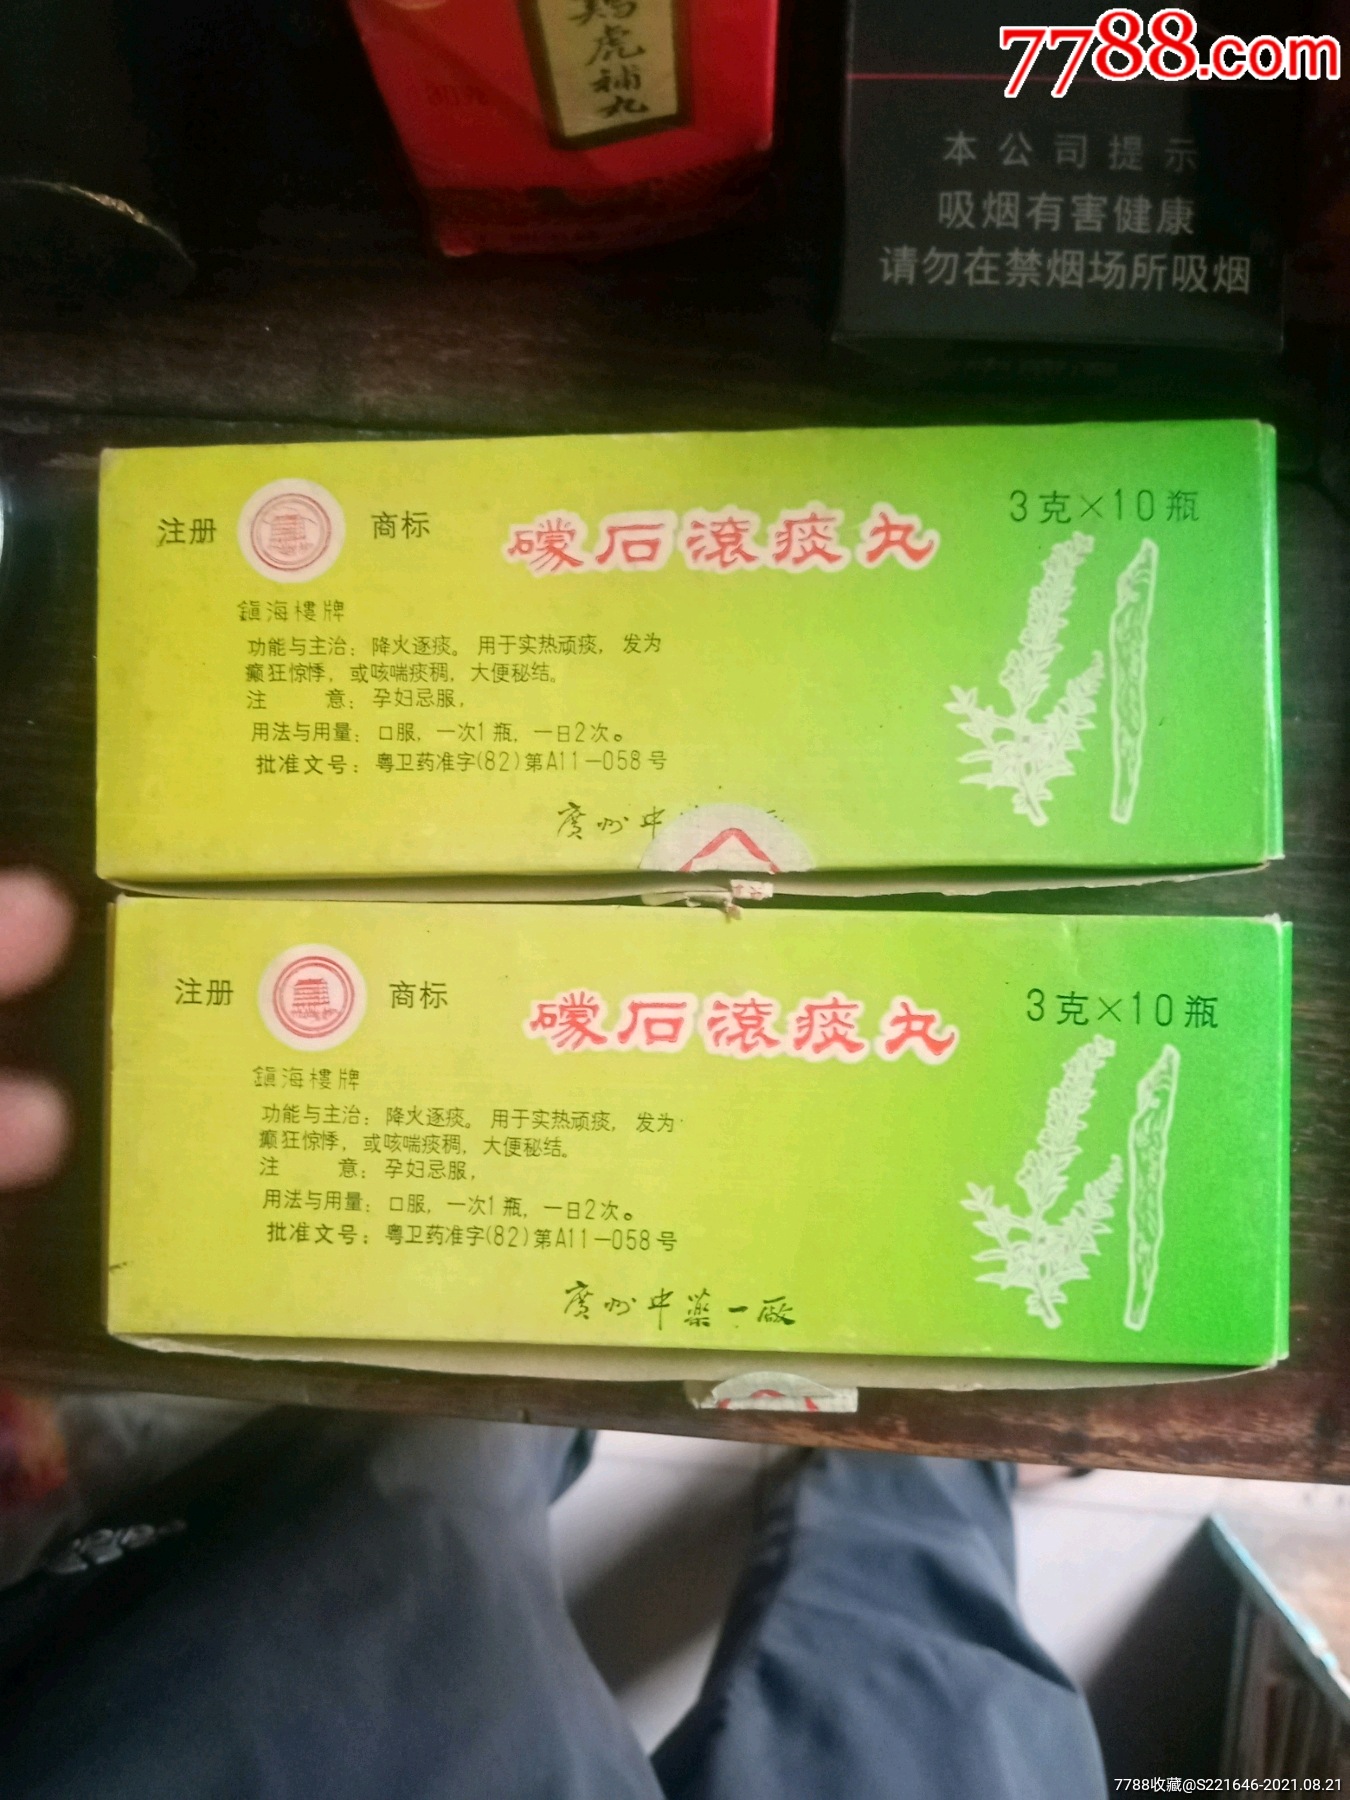 7788.com
虎补丸
本公司提示
吸烟有害健康
请勿在禁烟场所吸烟
注册 商标
礞石滚痰丸
3克×10瓶
鎮海樓牌
功能与主治：降火逐痰。用于实热顽痰，发为
癫狂惊悸，或咳喘痰稠，大便秘结。
注 意：孕妇忌服，
用法与用量：口服，一次1瓶，一日2次。
批准文号：粤卫药准字(82)第A11-058号
廣州中
注册 商标
礞石滚痰丸
3克×10瓶
鎮海樓牌
功能与主治：降火逐痰。用于实热顽痰，发为
癫狂惊悸，或咳喘痰稠，大便秘结。
注 意：孕妇忌服，
用法与用量：口服，一次1瓶，一日2次。
批准文号：粤卫药准字(82)第A11-058号
廣州中藥一廠
7788收藏@S221646-2021.08.21